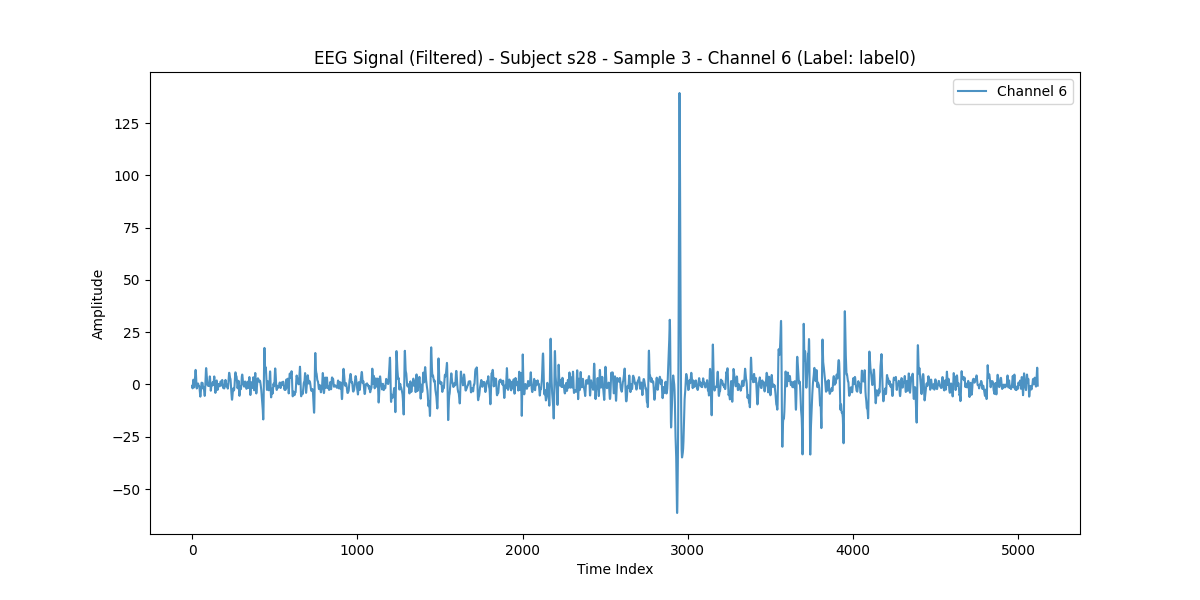 EEG Signal (Filtered) - Subject s28 - Sample 3 - Channel 6 (Label: label0)
Channel 6
125
100
75
50
25
0
−25
−50
Amplitude
0 1000 2000 3000 4000 5000
Time Index